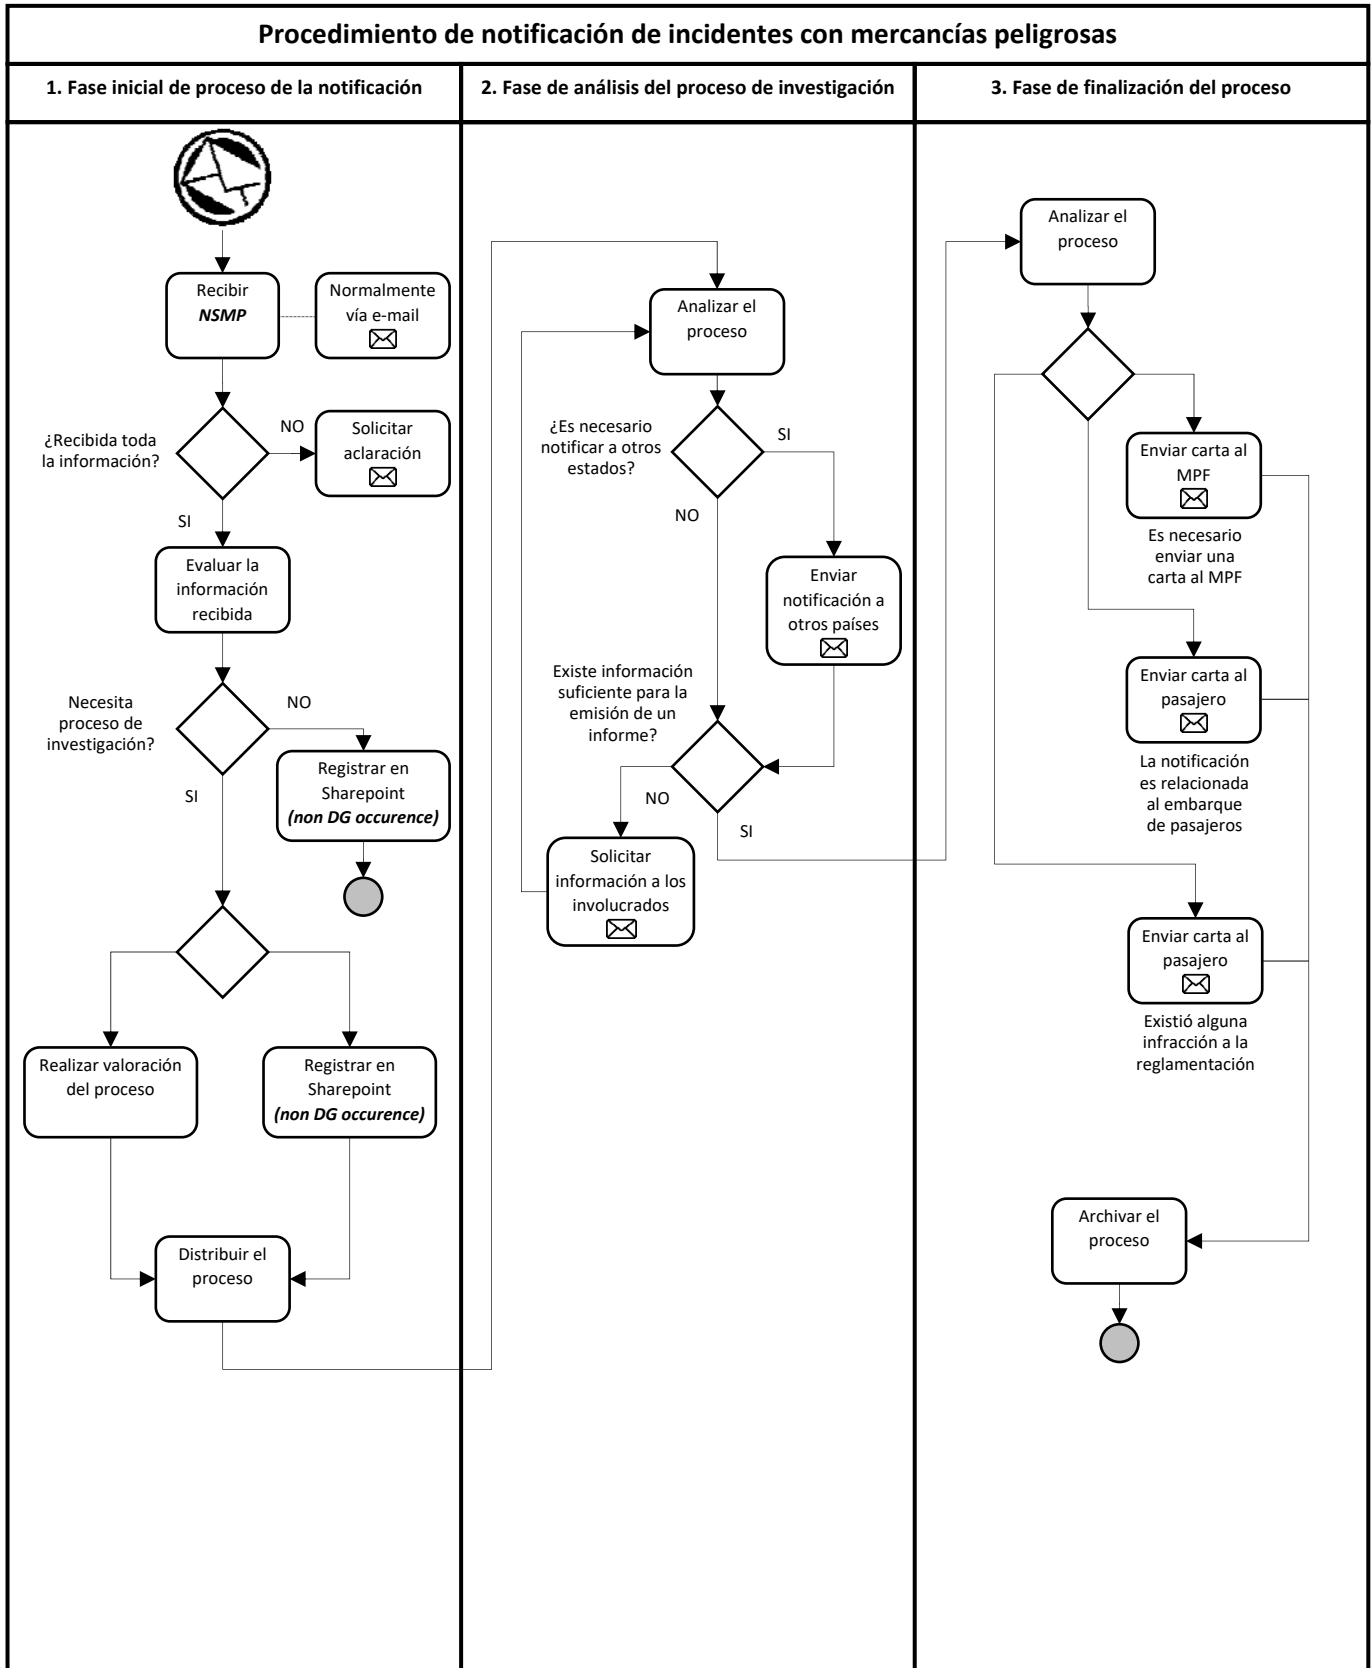 Procedimiento de notificación de incidentes con mercancías peligrosas
1. Fase inicial de proceso de la notificación
2. Fase de análisis del proceso de investigación
3. Fase de finalización del proceso
Recibir
NSMP
Normalmente
vía e-mail
¿Recibida toda
la información?
NO
Solicitar
aclaración
SI
Evaluar la
información
recibida
Necesita
proceso de
investigación?
NO
Registrar en
Sharepoint
(non DG occurence)
SI
Realizar valoración
del proceso
Registrar en
Sharepoint
(non DG occurence)
Distribuir el
proceso
Analizar el
proceso
¿Es necesario
notificar a otros
estados?
SI
NO
Enviar
notificación a
otros países
Existe información
suficiente para la
emisión de un
informe?
NO
SI
Solicitar
información a los
involucrados
Analizar el
proceso
Enviar carta al
MPF
Es necesario
enviar una
carta al MPF
Enviar carta al
pasajero
La notificación
es relacionada
al embarque
de pasajeros
Enviar carta al
pasajero
Existió alguna
infracción a la
reglamentación
Archivar el
proceso